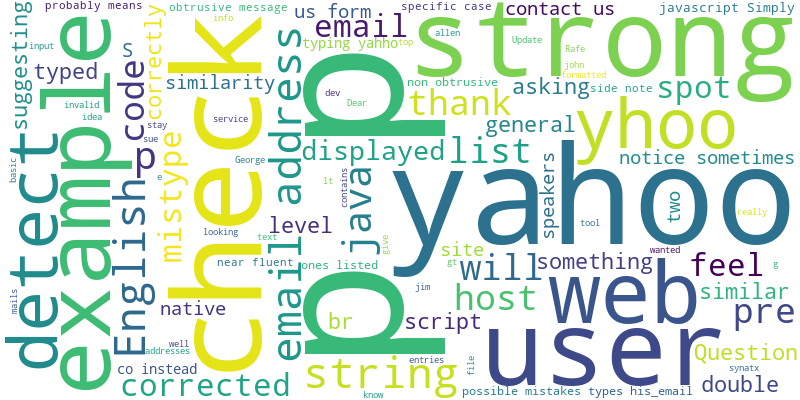 probably means
obtrusive message
info
us form
specific case
contact us
javascript Simply
input
suggesting
example
S
typed
code
correctly
check
similarity
address
email
typing yahho
top
allen
strong
Update
Rafe
john
formatted
dev
Dear
non obtrusive
asking
side note
spot
invalid
idea
stay
sue
service
mistype
thank
general
yhoo
detect
English
p
George
email
displayed
list
speakers
notice sometimes
basic
e
native
looking
text
level
java
lt
contains
p
yahoo
two
tool
really
wanted
near fluent
ones listed
give
site
gt
will
something
feel
mails
well
addresses
co instead
br
jim
host
web
similar
pre
script
user
Question
g
corrected
string
entries
file
know
possible mistakes
types his_email
double
synatx